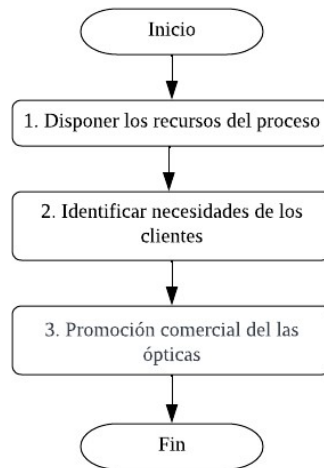 Inicio
1. Disponer los recursos del proceso
2. Identificar necesidades de los
clientes
3. Promoción comercial del las
ópticas
Fin